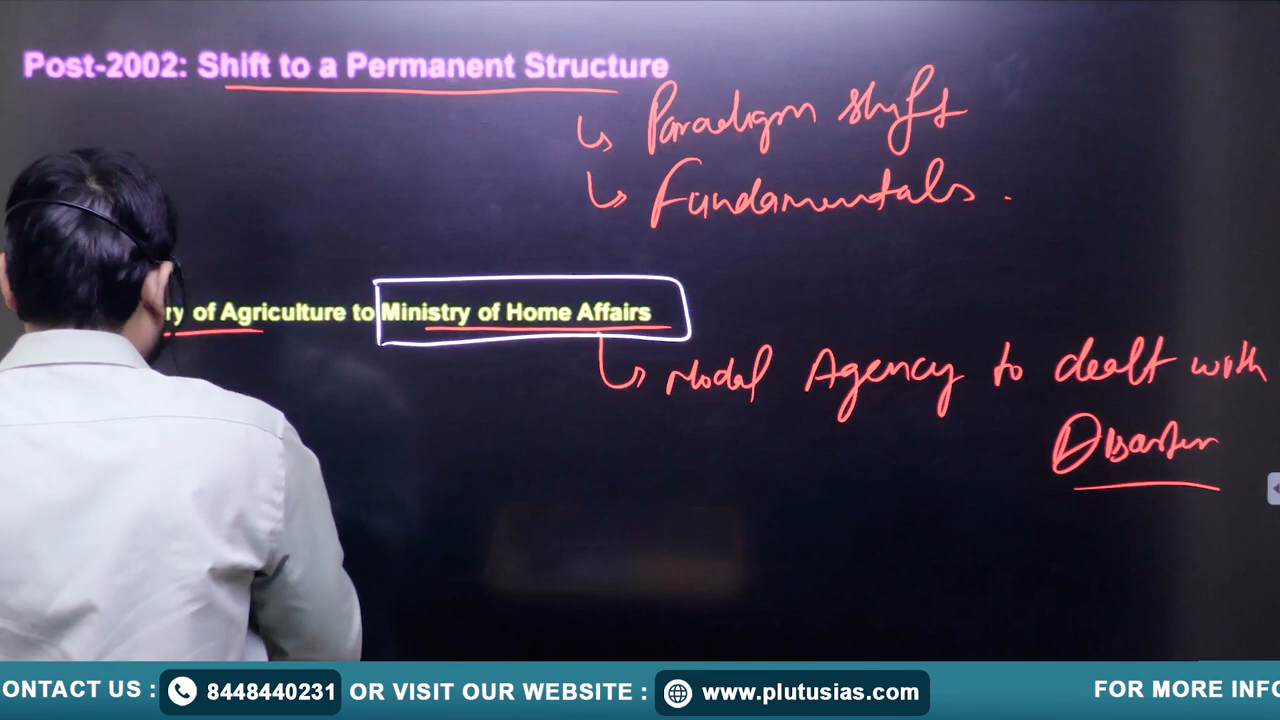 Post-2002: Shift to a Permanent Structure
↳ Paradigm shift
↳ Fundamentals.
ry of Agriculture to Ministry of Home Affairs
↳ Nodal Agency to dealt with
Disaster
ONTACT US : 8448440231 OR VISIT OUR WEBSITE : www.plutusias.com FOR MORE INFO